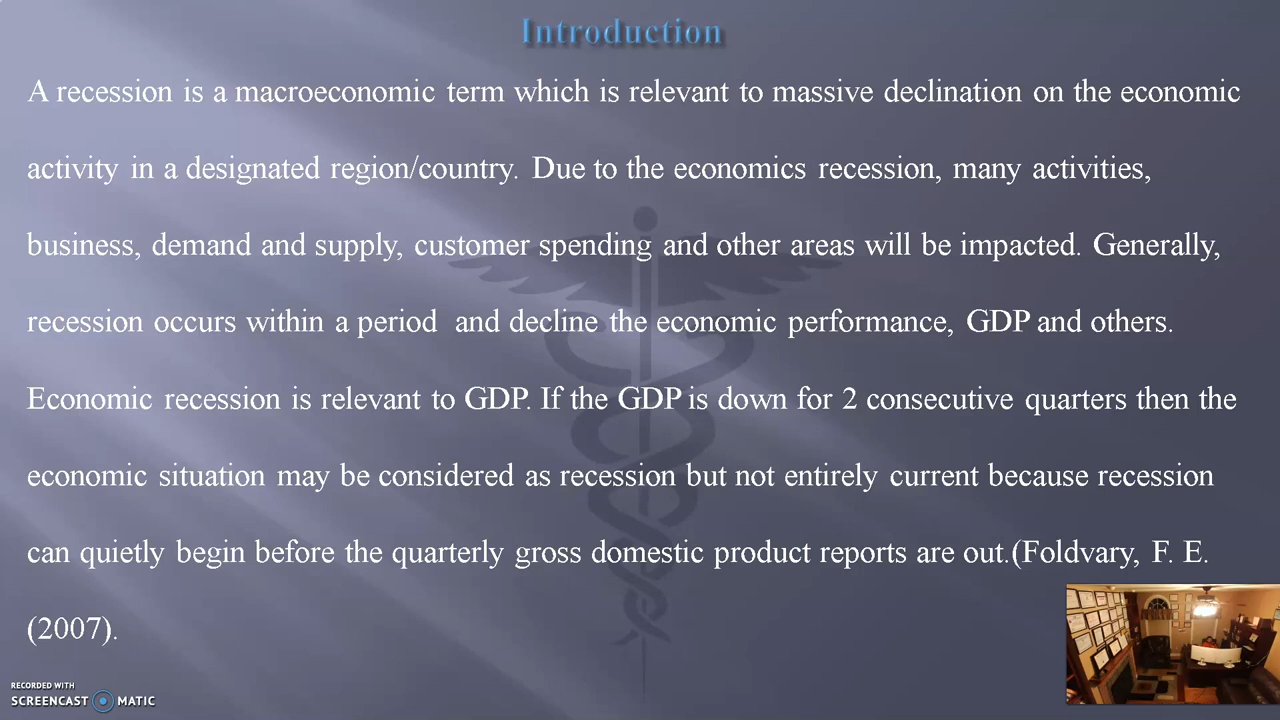 Introduction
A recession is a macroeconomic term which is relevant to massive declination on the economic
activity in a designated region/country. Due to the economics recession, many activities,
business, demand and supply, customer spending and other areas will be impacted. Generally,
recession occurs within a period and decline the economic performance, GDP and others.
Economic recession is relevant to GDP. If the GDP is down for 2 consecutive quarters then the
economic situation may be considered as recession but not entirely current because recession
can quietly begin before the quarterly gross domestic product reports are out.(Foldvary, F. E.
(2007).
RECORDED WITH
SCREENCAST MATIC